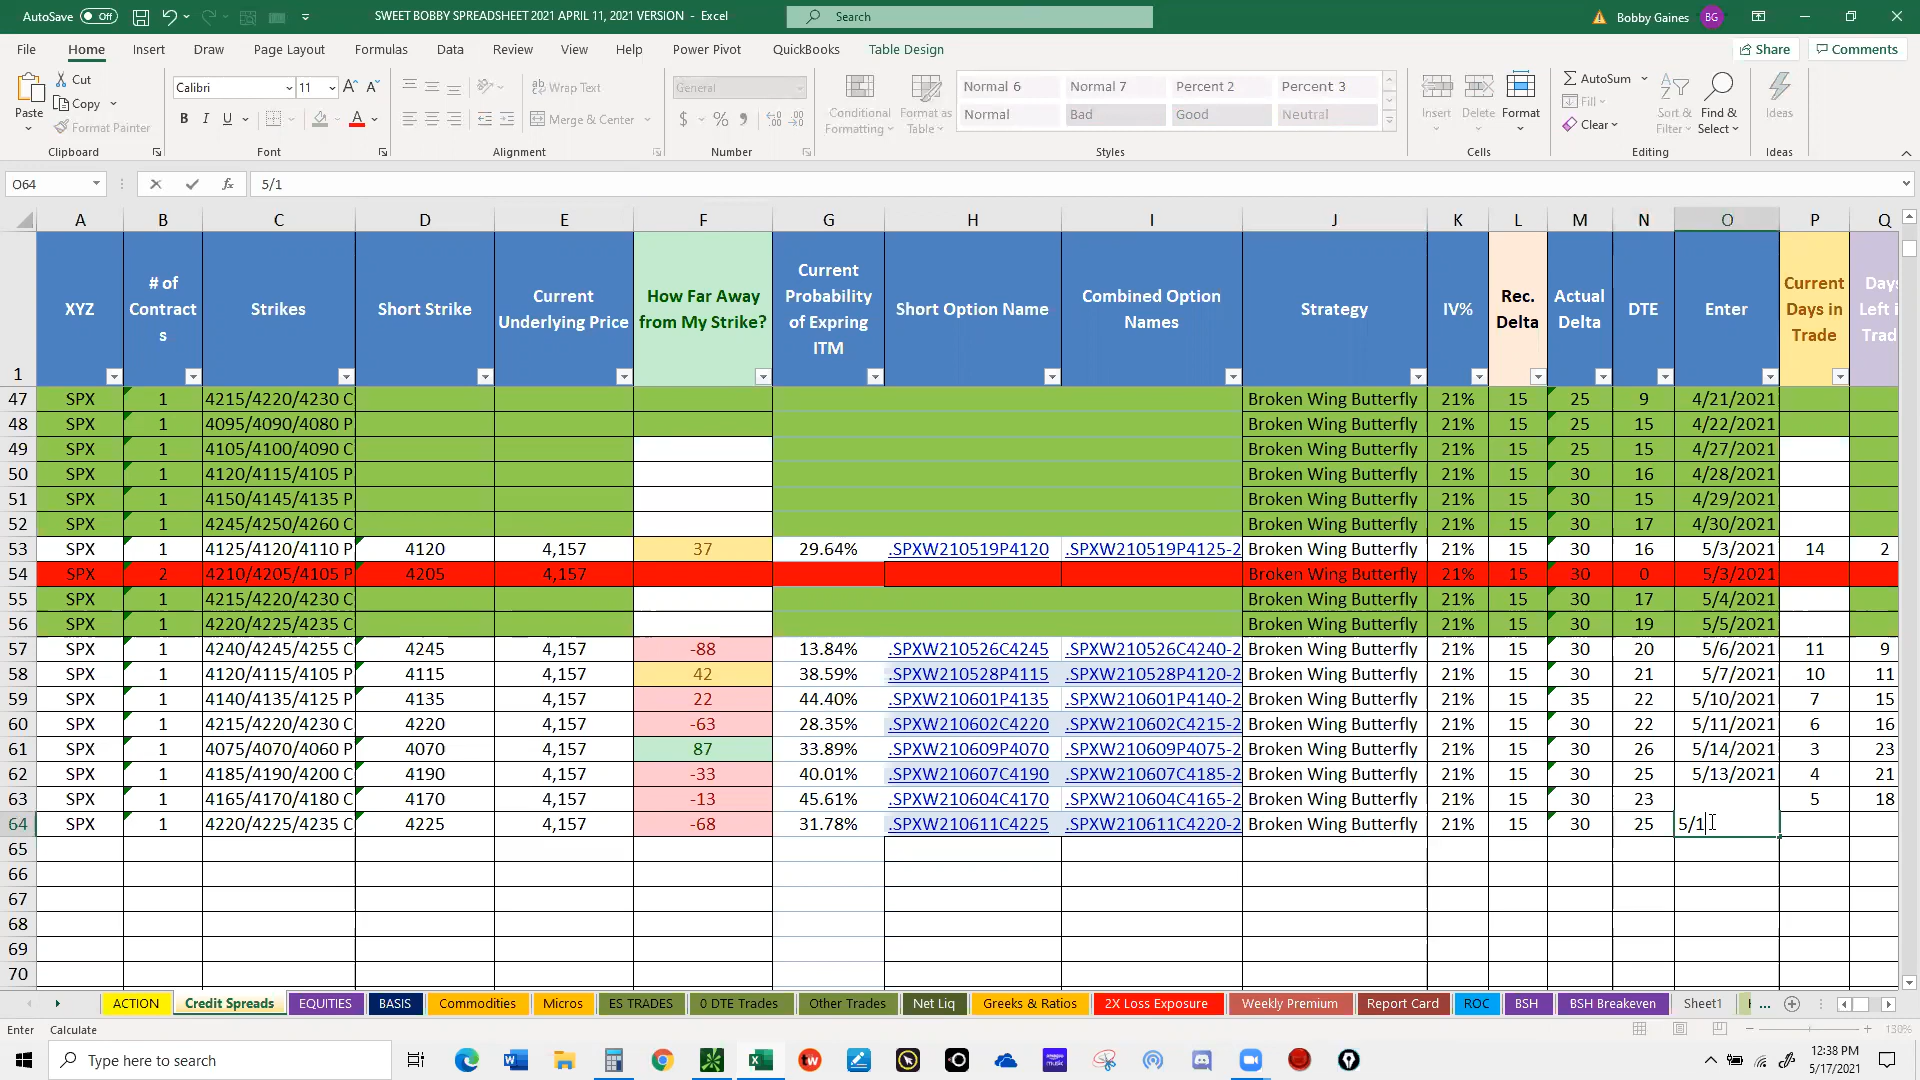 AutoSave Off SWEET BOBBY SPREADSHEET 2021 APRIL 11, 2021 VERSION - Excel Search Bobby Gaines BG
File Home Insert Draw Page Layout Formulas Data Review View Help Power Pivot QuickBooks Table Design Share Comments
Paste Cut Copy Format Painter
Calibri 11 B I U
Wrap Text Merge & Center
General $ % 9
Conditional Formatting Format as Table
Normal 6 Normal 7 Percent 2 Percent 3
Normal Bad Good Neutral
Insert Delete Format
AutoSum Fill Clear Sort & Filter Find & Select Ideas
Clipboard Font Alignment Number Styles Cells Editing Ideas
O64 fx 5/1
A B C D E F G H I J K L M N O P Q
1 XYZ # of Contracts Strikes Short Strike Current Underlying Price How Far Away from My Strike? Current Probability of Expring ITM Short Option Name Combined Option Names Strategy IV% Rec. Delta Actual Delta DTE Enter Current Days in Trade Days Left i Trad
47 SPX 1 4215/4220/4230 C Broken Wing Butterfly 21% 15 25 9 4/21/2021
48 SPX 1 4095/4090/4080 P Broken Wing Butterfly 21% 15 25 15 4/22/2021
49 SPX 1 4105/4100/4090 C Broken Wing Butterfly 21% 15 25 15 4/27/2021
50 SPX 1 4120/4115/4105 P Broken Wing Butterfly 21% 15 30 16 4/28/2021
51 SPX 1 4150/4145/4135 P Broken Wing Butterfly 21% 15 30 15 4/29/2021
52 SPX 1 4245/4250/4260 C Broken Wing Butterfly 21% 15 30 17 4/30/2021
53 SPX 1 4125/4120/4110 P 4120 4,157 37 29.64% .SPXW210519P4120 .SPXW210519P4125-2 Broken Wing Butterfly 21% 15 30 16 5/3/2021 14 2
54 SPX 2 4210/4205/4105 P 4205 4,157 Broken Wing Butterfly 21% 15 30 0 5/3/2021
55 SPX 1 4215/4220/4230 C Broken Wing Butterfly 21% 15 30 17 5/4/2021
56 SPX 1 4220/4225/4235 C Broken Wing Butterfly 21% 15 30 19 5/5/2021
57 SPX 1 4240/4245/4255 C 4245 4,157 -88 13.84% .SPXW210526C4245 .SPXW210526C4240-2 Broken Wing Butterfly 21% 15 30 20 5/6/2021 11 9
58 SPX 1 4120/4115/4105 P 4115 4,157 42 38.59% .SPXW210528P4115 .SPXW210528P4120-2 Broken Wing Butterfly 21% 15 30 21 5/7/2021 10 11
59 SPX 1 4140/4135/4125 P 4135 4,157 22 44.40% .SPXW210601P4135 .SPXW210601P4140-2 Broken Wing Butterfly 21% 15 35 22 5/10/2021 7 15
60 SPX 1 4215/4220/4230 C 4220 4,157 -63 28.35% .SPXW210602C4220 .SPXW210602C4215-2 Broken Wing Butterfly 21% 15 30 22 5/11/2021 6 16
61 SPX 1 4075/4070/4060 P 4070 4,157 87 33.89% .SPXW210609P4070 .SPXW210609P4075-2 Broken Wing Butterfly 21% 15 30 26 5/14/2021 3 23
62 SPX 1 4185/4190/4200 C 4190 4,157 -33 40.01% .SPXW210607C4190 .SPXW210607C4185-2 Broken Wing Butterfly 21% 15 30 25 5/13/2021 4 21
63 SPX 1 4165/4170/4180 C 4170 4,157 -13 45.61% .SPXW210604C4170 .SPXW210604C4165-2 Broken Wing Butterfly 21% 15 30 23 5 18
64 SPX 1 4220/4225/4235 C 4225 4,157 -68 31.78% .SPXW210611C4225 .SPXW210611C4220-2 Broken Wing Butterfly 21% 15 30 25 5/1
65
66
67
68
69
70
ACTION Credit Spreads EQUITIES BASIS Commodities Micros ES TRADES 0 DTE Trades Other Trades Net Liq Greeks & Ratios 2X Loss Exposure Weekly Premium Report Card ROC BSH BSH Breakeven Sheet1 ...
Enter Calculate 130%
Type here to search tw 12:38 PM
5/17/2021